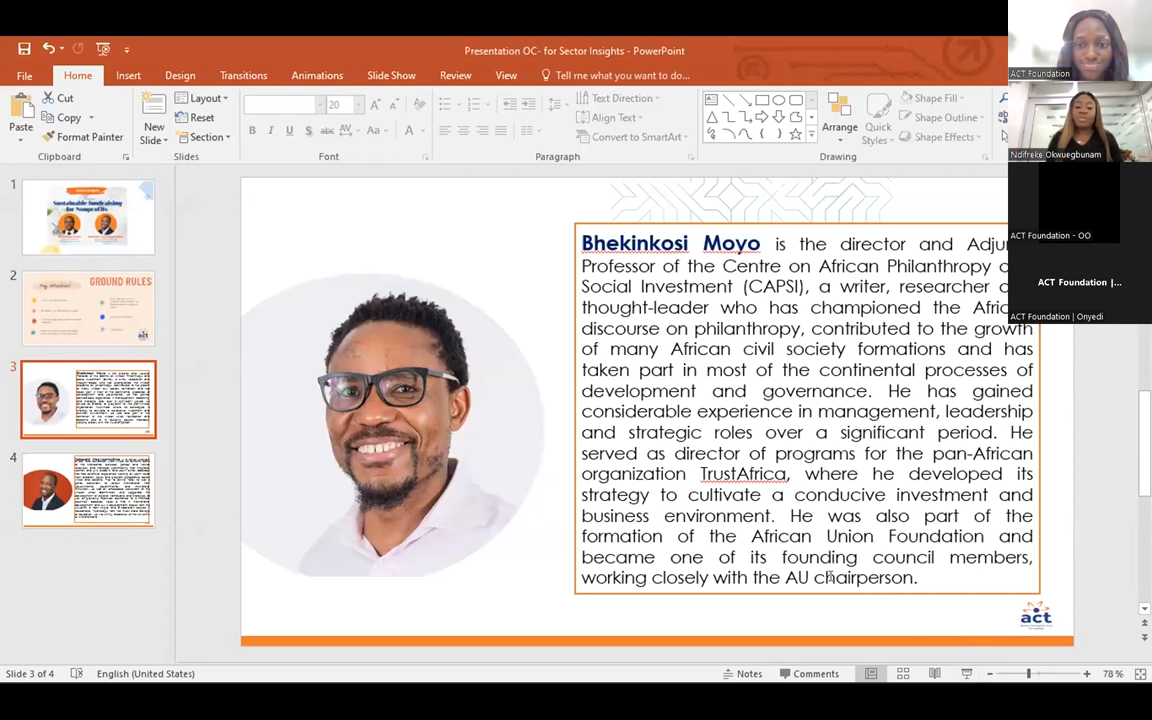 Presentation OC- for Sector Insights - PowerPoint
File Home Insert Design Transitions Animations Slide Show Review View Tell me what you want to do...
Paste
Cut
Copy
Format Painter
Clipboard
New Slide
Layout
Reset
Section
Slides
20
Font
Text Direction
Align Text
Convert to SmartArt
Paragraph
Arrange
Quick Styles
Shape Fill
Shape Outline
Shape Effects
Drawing
ACT Foundation
Ndifreke Okwuegbunam
ACT Foundation - OO
ACT Foundation |...
ACT Foundation | Onyedi
1
Sustainable Fundraising
for Nonprofits
2
GROUND RULES
3
4
Bhekinkosi Moyo is the director and Adjun
Professor of the Centre on African Philanthropy
Social Investment (CAPSI), a writer, researcher
thought-leader who has championed the Afric
discourse on philanthropy, contributed to the growth
of many African civil society formations and has
taken part in most of the continental processes of
development and governance. He has gained
considerable experience in management, leadership
and strategic roles over a significant period. He
served as director of programs for the pan-African
organization TrustAfrica, where he developed its
strategy to cultivate a conducive investment and
business environment. He was also part of the
formation of the African Union Foundation and
became one of its founding council members,
working closely with the AU chairperson.
act
Slide 3 of 4 English (United States) Notes Comments 78 %